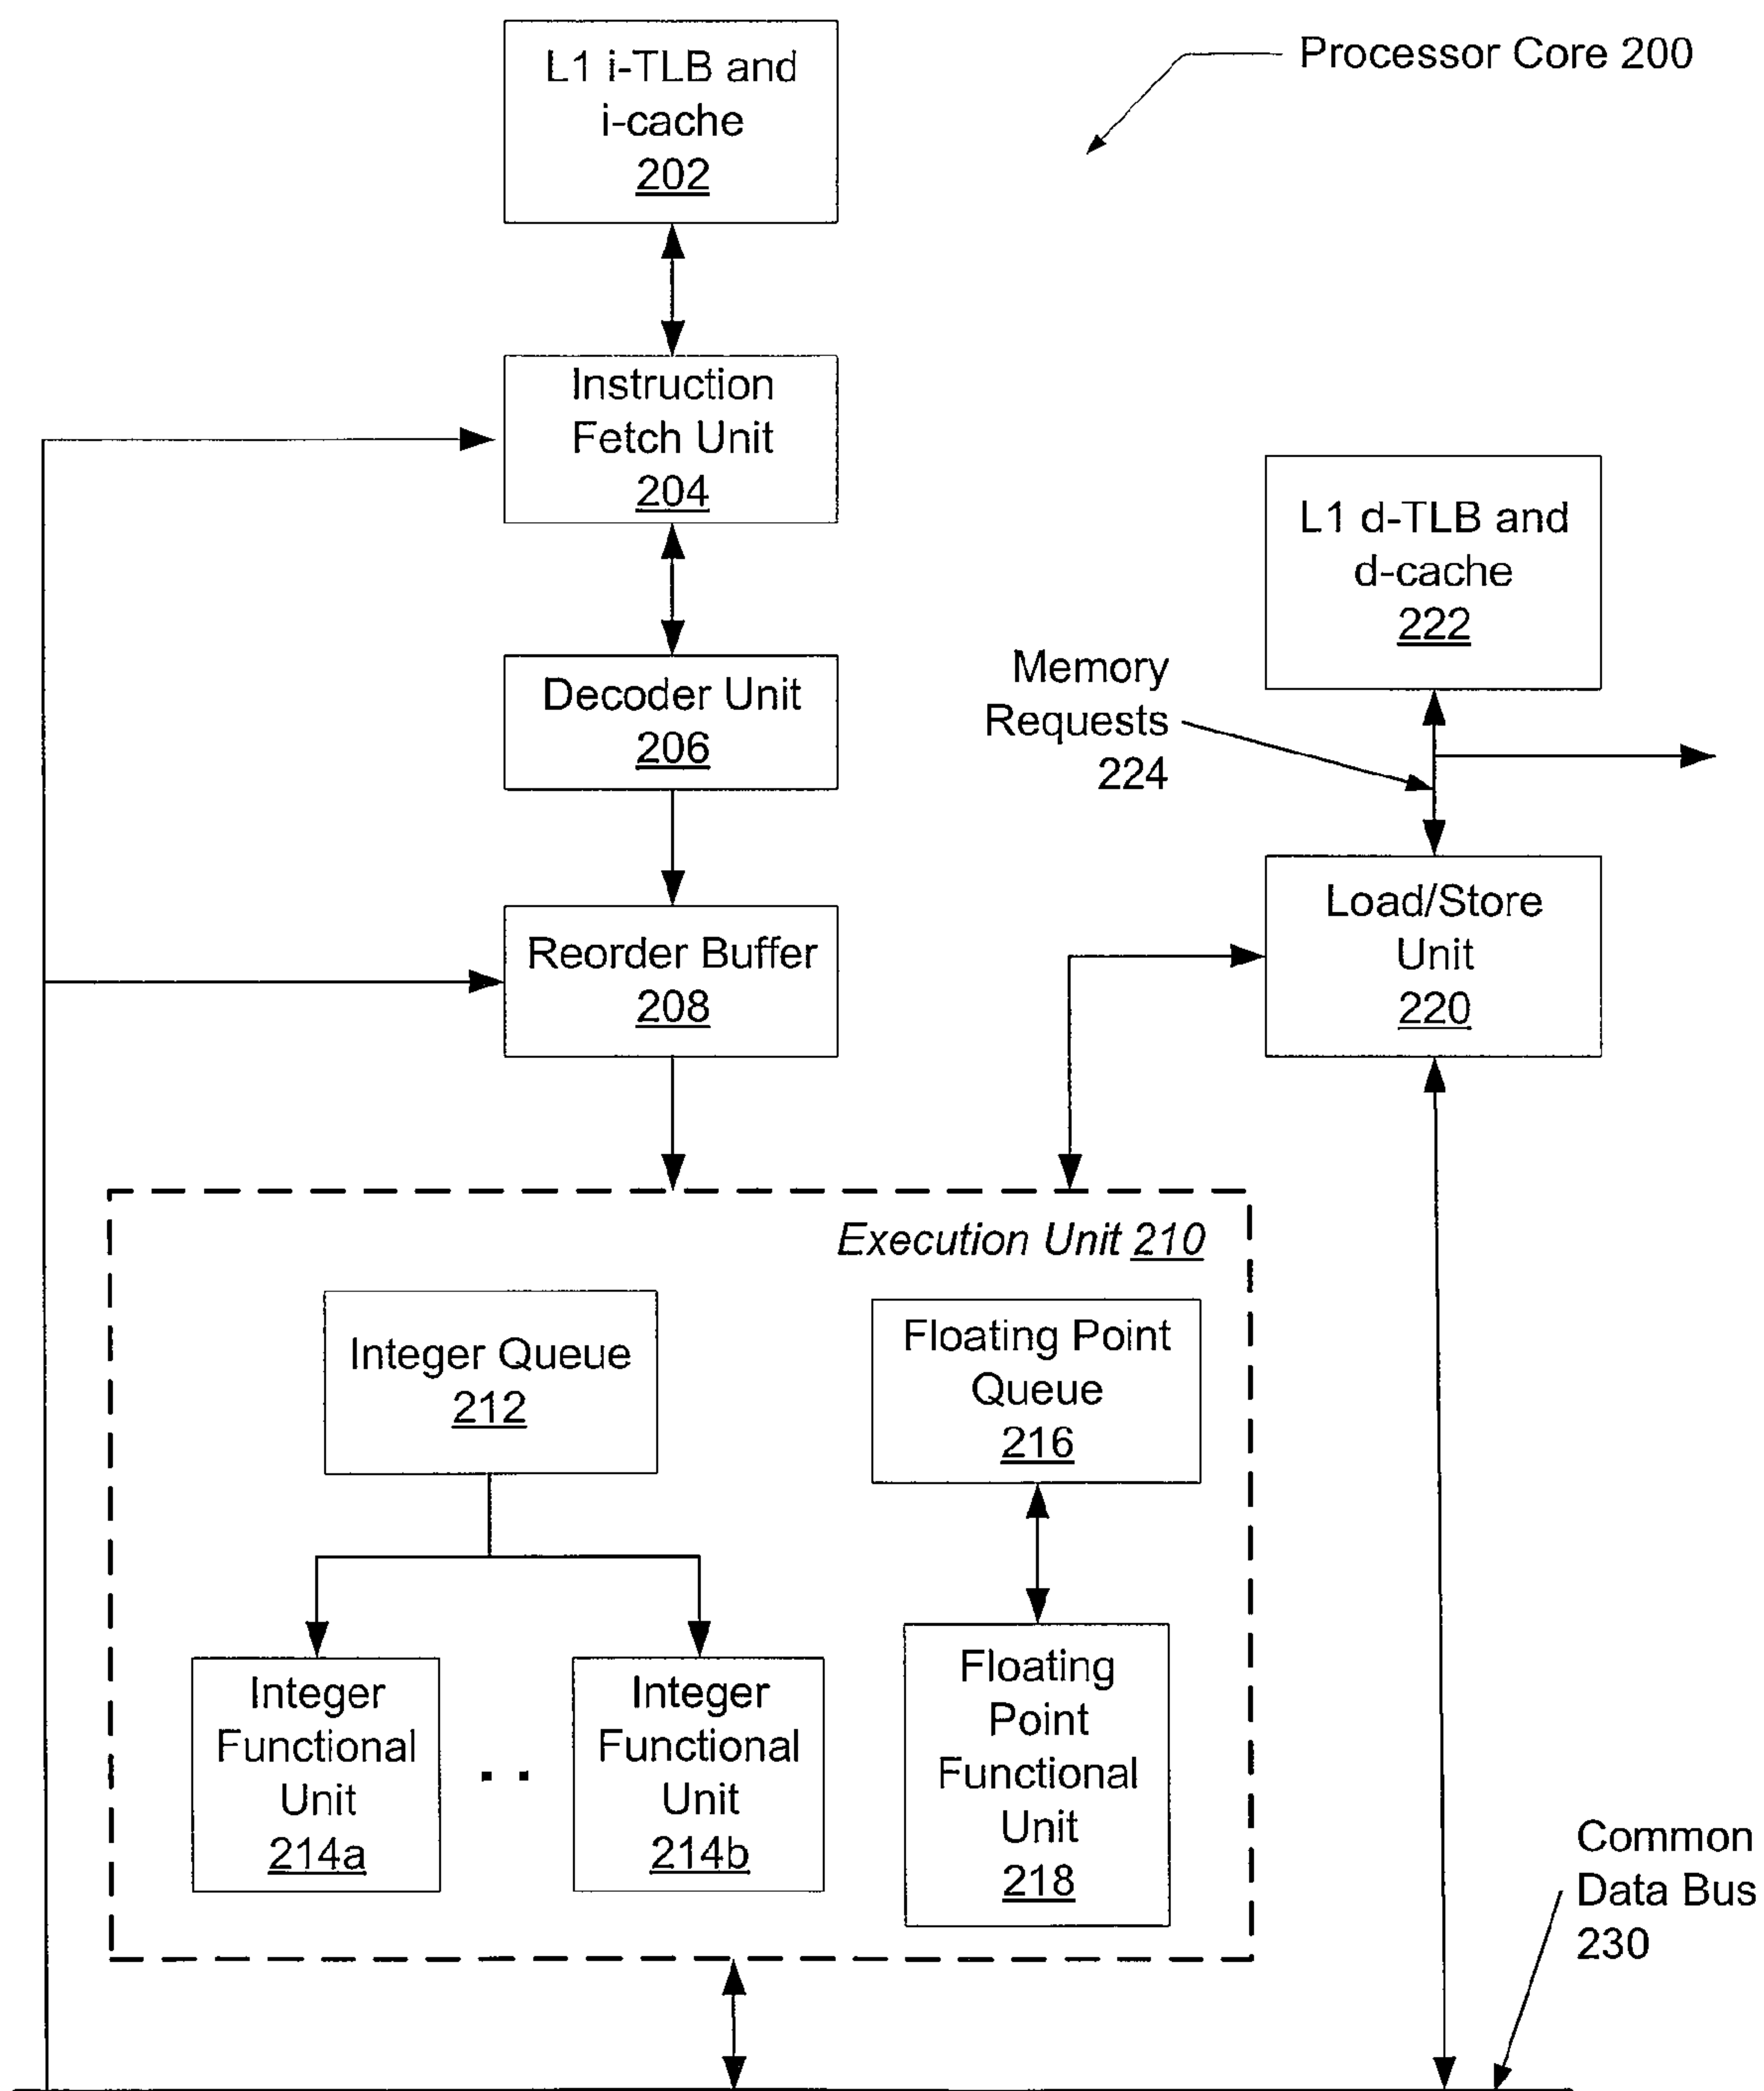 Processor Core 200
L1 i-TLB and
i-cache
202
Instruction
Fetch Unit
204
L1 d-TLB and
d-cache
222
Memory
Requests
224
Decoder Unit
206
Load/Store
Unit
220
Reorder Buffer
208
Execution Unit 210
Integer Queue
212
Floating Point
Queue
216
Integer
Functional
Unit
214a
. .
Integer
Functional
Unit
214b
Floating
Point
Functional
Unit
218
Common
Data Bus
230